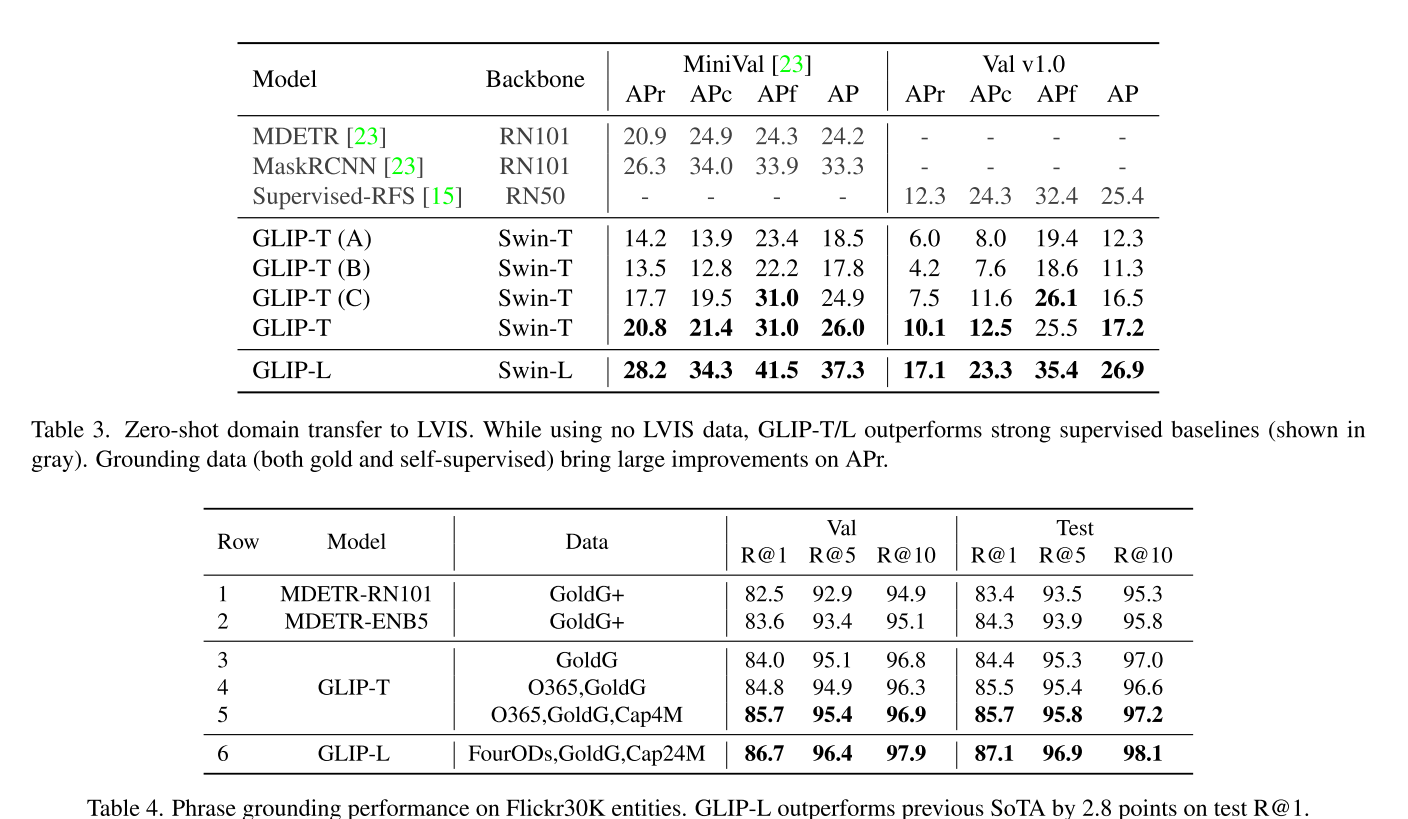 Model Backbone MiniVal [23] Val v1.0
APr APc APf AP APr APc APf AP
MDETR [23] RN101 20.9 24.9 24.3 24.2 - - - -
MaskRCNN [23] RN101 26.3 34.0 33.9 33.3 - - - -
Supervised-RFS [15] RN50 - - - - 12.3 24.3 32.4 25.4
GLIP-T (A) Swin-T 14.2 13.9 23.4 18.5 6.0 8.0 19.4 12.3
GLIP-T (B) Swin-T 13.5 12.8 22.2 17.8 4.2 7.6 18.6 11.3
GLIP-T (C) Swin-T 17.7 19.5 31.0 24.9 7.5 11.6 26.1 16.5
GLIP-T Swin-T 20.8 21.4 31.0 26.0 10.1 12.5 25.5 17.2
GLIP-L Swin-L 28.2 34.3 41.5 37.3 17.1 23.3 35.4 26.9
Table 3. Zero-shot domain transfer to LVIS. While using no LVIS data, GLIP-T/L outperforms strong supervised baselines (shown in
gray). Grounding data (both gold and self-supervised) bring large improvements on APr.
Row Model Data Val Test
R@1 R@5 R@10 R@1 R@5 R@10
1 MDETR-RN101 GoldG+ 82.5 92.9 94.9 83.4 93.5 95.3
2 MDETR-ENB5 GoldG+ 83.6 93.4 95.1 84.3 93.9 95.8
3 GoldG 84.0 95.1 96.8 84.4 95.3 97.0
4 GLIP-T O365,GoldG 84.8 94.9 96.3 85.5 95.4 96.6
5 O365,GoldG,Cap4M 85.7 95.4 96.9 85.7 95.8 97.2
6 GLIP-L FourODs,GoldG,Cap24M 86.7 96.4 97.9 87.1 96.9 98.1
Table 4. Phrase grounding performance on Flickr30K entities. GLIP-L outperforms previous SoTA by 2.8 points on test R@1.